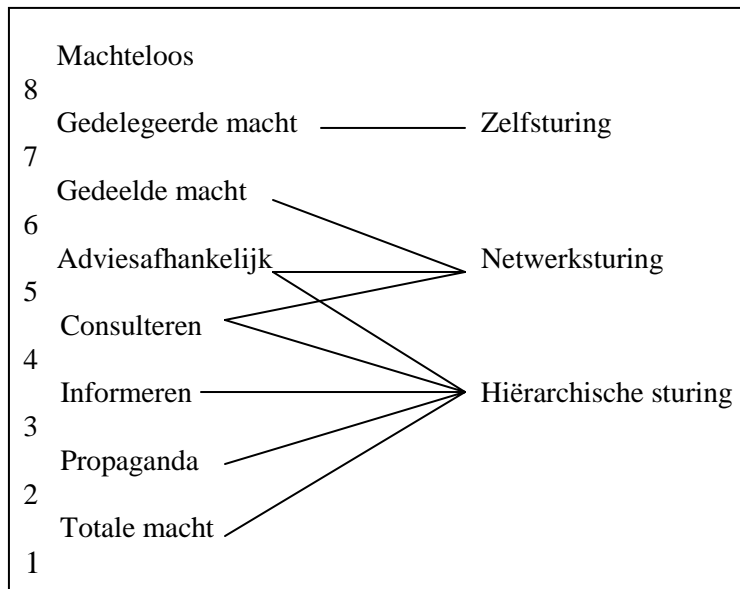 Machteloos
8
Gedelegeerde macht Zelfsturing
7
Gedeelde macht
6
Adviesafhankelijk Netwerksturing
5
Consulteren
4
Informeren Hiërarchische sturing
3
Propaganda
2
Totale macht
1